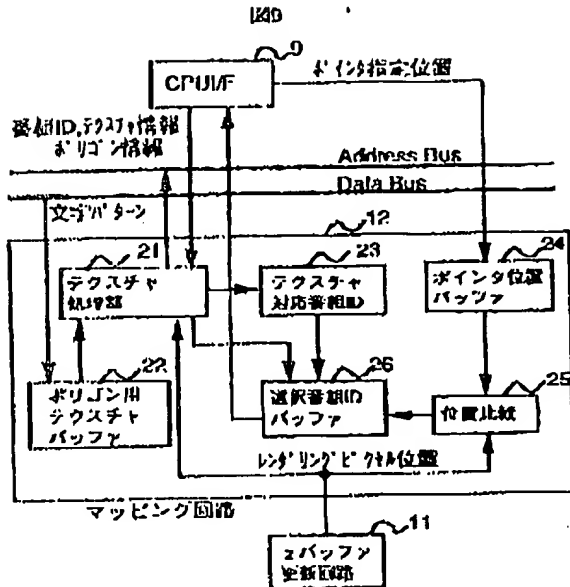 9
CPUI/F
ポインタ指定位置
番組ID,テクスチャ情報
ポリゴン情報
Address Bus
Data Bus
文字パターン
12
21
テクスチャ
処理部
23
テクスチャ
対応番組ID
24
ポインタ位置
バッファ
22
ポリゴン用
テクスチャ
バッファ
26
選択番組ID
バッファ
25
位置比較
レンダリングピクセル位置
マッピング回路
11
zバッファ
更新回路